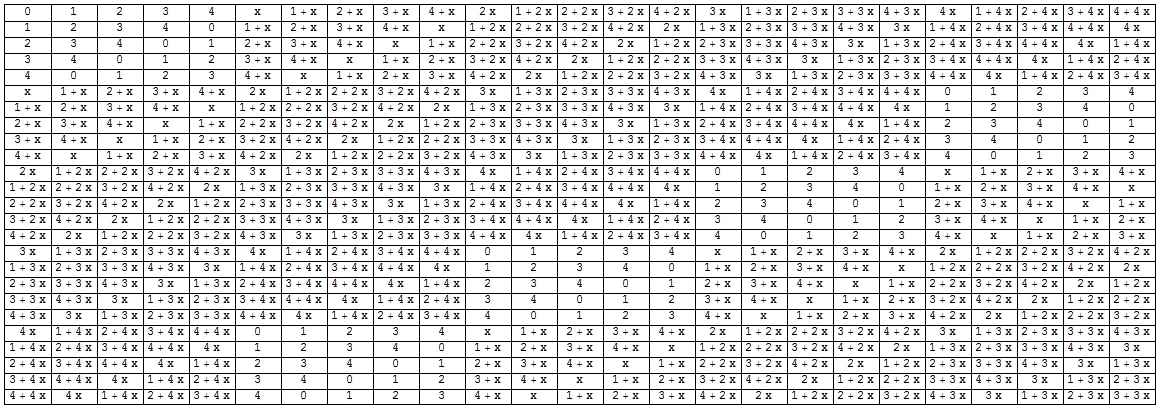 0 1 2 3 4 x 1 + x 2 + x 3 + x 4 + x 2 x 1 + 2 x 2 + 2 x 3 + 2 x 4 + 2 x 3 x 1 + 3 x 2 + 3 x 3 + 3 x 4 + 3 x 4 x 1 + 4 x 2 + 4 x 3 + 4 x 4 + 4 x
1 2 3 4 0 1 + x 2 + x 3 + x 4 + x x 1 + 2 x 2 + 2 x 3 + 2 x 4 + 2 x 2 x 1 + 3 x 2 + 3 x 3 + 3 x 4 + 3 x 3 x 1 + 4 x 2 + 4 x 3 + 4 x 4 + 4 x 4 x
2 3 4 0 1 2 + x 3 + x 4 + x x 1 + x 2 + 2 x 3 + 2 x 4 + 2 x 2 x 1 + 2 x 2 + 3 x 3 + 3 x 4 + 3 x 3 x 1 + 3 x 2 + 4 x 3 + 4 x 4 + 4 x 4 x 1 + 4 x
3 4 0 1 2 3 + x 4 + x x 1 + x 2 + x 3 + 2 x 4 + 2 x 2 x 1 + 2 x 2 + 2 x 3 + 3 x 4 + 3 x 3 x 1 + 3 x 2 + 3 x 3 + 4 x 4 + 4 x 4 x 1 + 4 x 2 + 4 x
4 0 1 2 3 4 + x x 1 + x 2 + x 3 + x 4 + 2 x 2 x 1 + 2 x 2 + 2 x 3 + 2 x 4 + 3 x 3 x 1 + 3 x 2 + 3 x 3 + 3 x 4 + 4 x 4 x 1 + 4 x 2 + 4 x 3 + 4 x
x 1 + x 2 + x 3 + x 4 + x 2 x 1 + 2 x 2 + 2 x 3 + 2 x 4 + 2 x 3 x 1 + 3 x 2 + 3 x 3 + 3 x 4 + 3 x 4 x 1 + 4 x 2 + 4 x 3 + 4 x 4 + 4 x 0 1 2 3 4
1 + x 2 + x 3 + x 4 + x x 1 + 2 x 2 + 2 x 3 + 2 x 4 + 2 x 2 x 1 + 3 x 2 + 3 x 3 + 3 x 4 + 3 x 3 x 1 + 4 x 2 + 4 x 3 + 4 x 4 + 4 x 4 x 1 2 3 4 0
2 + x 3 + x 4 + x x 1 + x 2 + 2 x 3 + 2 x 4 + 2 x 2 x 1 + 2 x 2 + 3 x 3 + 3 x 4 + 3 x 3 x 1 + 3 x 2 + 4 x 3 + 4 x 4 + 4 x 4 x 1 + 4 x 2 3 4 0 1
3 + x 4 + x x 1 + x 2 + x 3 + 2 x 4 + 2 x 2 x 1 + 2 x 2 + 2 x 3 + 3 x 4 + 3 x 3 x 1 + 3 x 2 + 3 x 3 + 4 x 4 + 4 x 4 x 1 + 4 x 2 + 4 x 3 4 0 1 2
4 + x x 1 + x 2 + x 3 + x 4 + 2 x 2 x 1 + 2 x 2 + 2 x 3 + 2 x 4 + 3 x 3 x 1 + 3 x 2 + 3 x 3 + 3 x 4 + 4 x 4 x 1 + 4 x 2 + 4 x 3 + 4 x 4 0 1 2 3
2 x 1 + 2 x 2 + 2 x 3 + 2 x 4 + 2 x 3 x 1 + 3 x 2 + 3 x 3 + 3 x 4 + 3 x 4 x 1 + 4 x 2 + 4 x 3 + 4 x 4 + 4 x 0 1 2 3 4 x 1 + x 2 + x 3 + x 4 + x
1 + 2 x 2 + 2 x 3 + 2 x 4 + 2 x 2 x 1 + 3 x 2 + 3 x 3 + 3 x 4 + 3 x 3 x 1 + 4 x 2 + 4 x 3 + 4 x 4 + 4 x 4 x 1 2 3 4 0 1 + x 2 + x 3 + x 4 + x x
2 + 2 x 3 + 2 x 4 + 2 x 2 x 1 + 2 x 2 + 3 x 3 + 3 x 4 + 3 x 3 x 1 + 3 x 2 + 4 x 3 + 4 x 4 + 4 x 4 x 1 + 4 x 2 3 4 0 1 2 + x 3 + x 4 + x x 1 + x
3 + 2 x 4 + 2 x 2 x 1 + 2 x 2 + 2 x 3 + 3 x 4 + 3 x 3 x 1 + 3 x 2 + 3 x 3 + 4 x 4 + 4 x 4 x 1 + 4 x 2 + 4 x 3 4 0 1 2 3 + x 4 + x x 1 + x 2 + x
4 + 2 x 2 x 1 + 2 x 2 + 2 x 3 + 2 x 4 + 3 x 3 x 1 + 3 x 2 + 3 x 3 + 3 x 4 + 4 x 4 x 1 + 4 x 2 + 4 x 3 + 4 x 4 0 1 2 3 4 + x x 1 + x 2 + x 3 + x
3 x 1 + 3 x 2 + 3 x 3 + 3 x 4 + 3 x 4 x 1 + 4 x 2 + 4 x 3 + 4 x 4 + 4 x 0 1 2 3 4 x 1 + x 2 + x 3 + x 4 + x 2 x 1 + 2 x 2 + 2 x 3 + 2 x 4 + 2 x
1 + 3 x 2 + 3 x 3 + 3 x 4 + 3 x 3 x 1 + 4 x 2 + 4 x 3 + 4 x 4 + 4 x 4 x 1 2 3 4 0 1 + x 2 + x 3 + x 4 + x x 1 + 2 x 2 + 2 x 3 + 2 x 4 + 2 x 2 x
2 + 3 x 3 + 3 x 4 + 3 x 3 x 1 + 3 x 2 + 4 x 3 + 4 x 4 + 4 x 4 x 1 + 4 x 2 3 4 0 1 2 + x 3 + x 4 + x x 1 + x 2 + 2 x 3 + 2 x 4 + 2 x 2 x 1 + 2 x
3 + 3 x 4 + 3 x 3 x 1 + 3 x 2 + 3 x 3 + 4 x 4 + 4 x 4 x 1 + 4 x 2 + 4 x 3 4 0 1 2 3 + x 4 + x x 1 + x 2 + x 3 + 2 x 4 + 2 x 2 x 1 + 2 x 2 + 2 x
4 + 3 x 3 x 1 + 3 x 2 + 3 x 3 + 3 x 4 + 4 x 4 x 1 + 4 x 2 + 4 x 3 + 4 x 4 0 1 2 3 4 + x x 1 + x 2 + x 3 + x 4 + 2 x 2 x 1 + 2 x 2 + 2 x 3 + 2 x
4 x 1 + 4 x 2 + 4 x 3 + 4 x 4 + 4 x 0 1 2 3 4 x 1 + x 2 + x 3 + x 4 + x 2 x 1 + 2 x 2 + 2 x 3 + 2 x 4 + 2 x 3 x 1 + 3 x 2 + 3 x 3 + 3 x 4 + 3 x
1 + 4 x 2 + 4 x 3 + 4 x 4 + 4 x 4 x 1 2 3 4 0 1 + x 2 + x 3 + x 4 + x x 1 + 2 x 2 + 2 x 3 + 2 x 4 + 2 x 2 x 1 + 3 x 2 + 3 x 3 + 3 x 4 + 3 x 3 x
2 + 4 x 3 + 4 x 4 + 4 x 4 x 1 + 4 x 2 3 4 0 1 2 + x 3 + x 4 + x x 1 + x 2 + 2 x 3 + 2 x 4 + 2 x 2 x 1 + 2 x 2 + 3 x 3 + 3 x 4 + 3 x 3 x 1 + 3 x
3 + 4 x 4 + 4 x 4 x 1 + 4 x 2 + 4 x 3 4 0 1 2 3 + x 4 + x x 1 + x 2 + x 3 + 2 x 4 + 2 x 2 x 1 + 2 x 2 + 2 x 3 + 3 x 4 + 3 x 3 x 1 + 3 x 2 + 3 x
4 + 4 x 4 x 1 + 4 x 2 + 4 x 3 + 4 x 4 0 1 2 3 4 + x x 1 + x 2 + x 3 + x 4 + 2 x 2 x 1 + 2 x 2 + 2 x 3 + 2 x 4 + 3 x 3 x 1 + 3 x 2 + 3 x 3 + 3 x